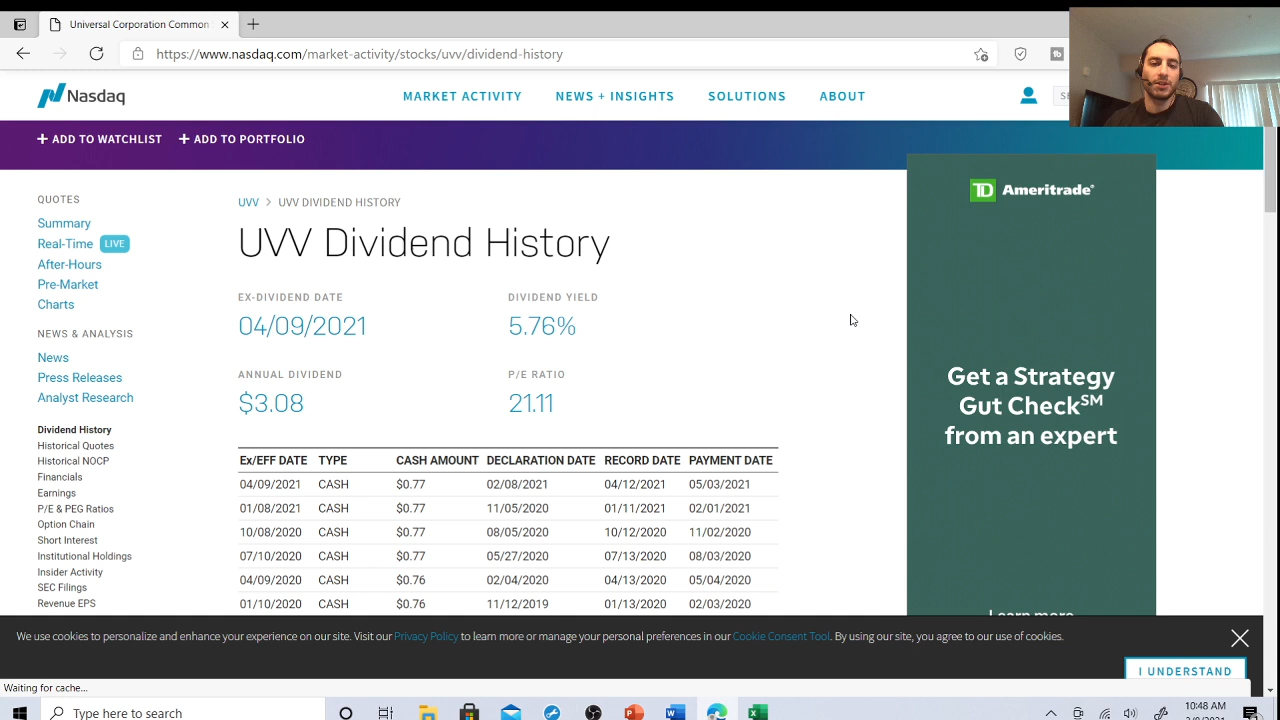 Universal Corporation Common
https://www.nasdaq.com/market-activity/stocks/uvv/dividend-history
Nasdaq
MARKET ACTIVITY NEWS + INSIGHTS SOLUTIONS ABOUT
+ ADD TO WATCHLIST + ADD TO PORTFOLIO
QUOTES
Summary
Real-Time LIVE
After-Hours
Pre-Market
Charts
NEWS & ANALYSIS
News
Press Releases
Analyst Research
Dividend History
Historical Quotes
Historical NOCP
Financials
Earnings
P/E & PEG Ratios
Option Chain
Short Interest
Institutional Holdings
Insider Activity
SEC Filings
Revenue EPS
UVV > UVV DIVIDEND HISTORY
UVV Dividend History
EX-DIVIDEND DATE DIVIDEND YIELD
04/09/2021 5.76%
ANNUAL DIVIDEND P/E RATIO
$3.08 21.11
Ex/EFF DATE TYPE CASH AMOUNT DECLARATION DATE RECORD DATE PAYMENT DATE
04/09/2021 CASH $0.77 02/08/2021 04/12/2021 05/03/2021
01/08/2021 CASH $0.77 11/05/2020 01/11/2021 02/01/2021
10/08/2020 CASH $0.77 08/05/2020 10/12/2020 11/02/2020
07/10/2020 CASH $0.77 05/27/2020 07/13/2020 08/03/2020
04/09/2020 CASH $0.76 02/04/2020 04/13/2020 05/04/2020
01/10/2020 CASH $0.76 11/12/2019 01/13/2020 02/03/2020
TD Ameritrade®
Get a Strategy
Gut Check℠
from an expert
Learn more
We use cookies to personalize and enhance your experience on our site. Visit our Privacy Policy to learn more or manage your personal preferences in our Cookie Consent Tool. By using our site, you agree to our use of cookies.
I UNDERSTAND
Waiting for cache...
Type here to search
10:48 AM